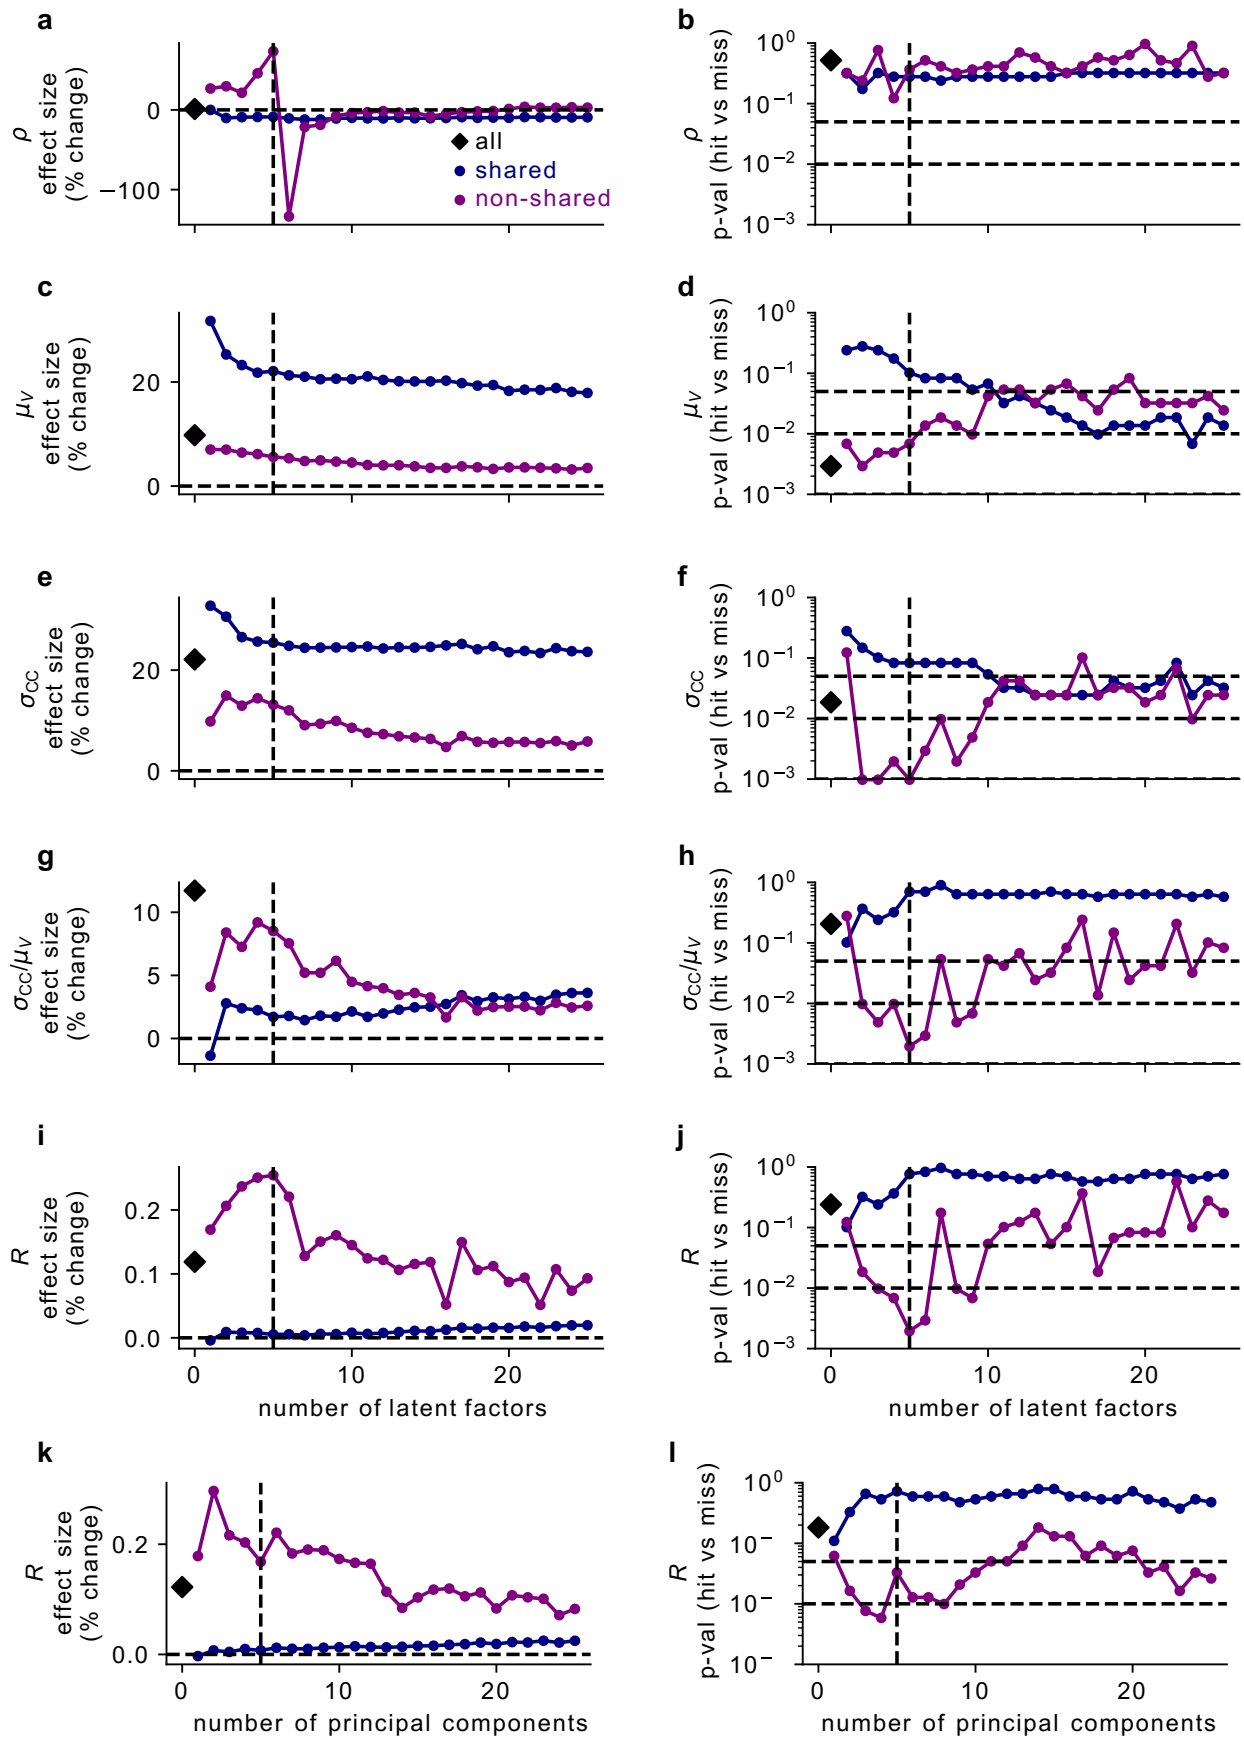 a
0
−100
ρ
effect size
(% change)
all
shared
non-shared
b
10⁰
10⁻¹
10⁻²
10⁻³
ρ
p-val (hit vs miss)
c
20
0
μV
effect size
(% change)
d
10⁰
10⁻¹
10⁻²
10⁻³
μV
p-val (hit vs miss)
e
20
0
σCC
effect size
(% change)
f
10⁰
10⁻¹
10⁻²
10⁻³
σCC
p-val (hit vs miss)
g
10
5
0
σCC/μV
effect size
(% change)
h
10⁰
10⁻¹
10⁻²
10⁻³
σCC/μV
p-val (hit vs miss)
i
0.2
0.1
0.0
R
effect size
(% change)
0 10 20
number of latent factors
j
10⁰
10⁻¹
10⁻²
10⁻³
R
p-val (hit vs miss)
0 10 20
number of latent factors
k
0.2
0.0
R
effect size
(% change)
0 10 20
number of principal components
l
10⁰
10⁻
10⁻
10⁻
R
p-val (hit vs miss)
0 10 20
number of principal components